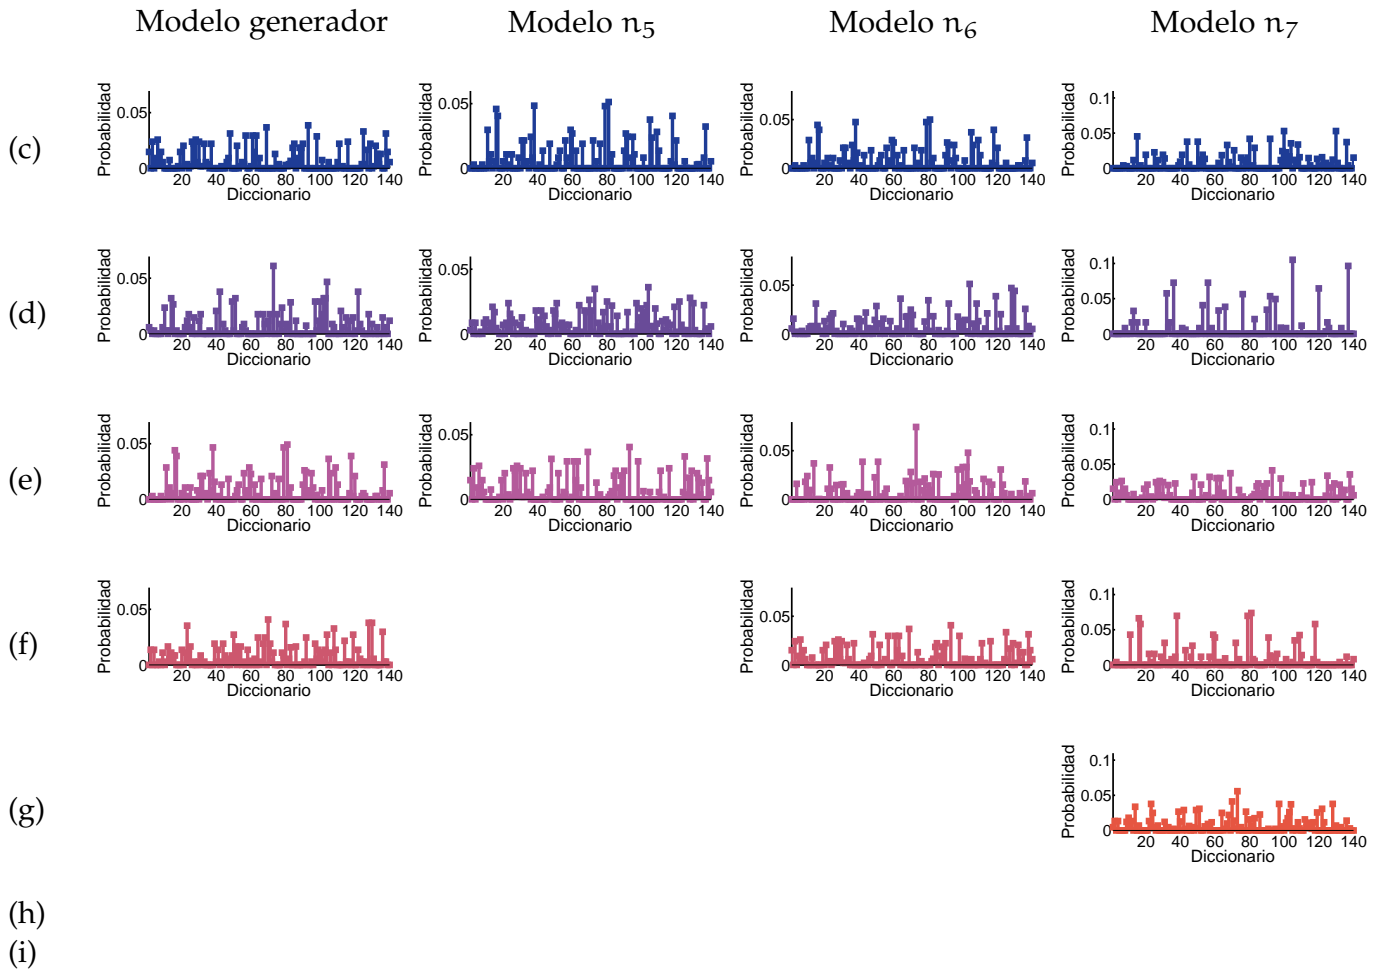 Modelo generador Modelo n5 Modelo n6 Modelo n7
(c)
Probabilidad 0.05 0 20 40 60 80 100 120 140 Diccionario
Probabilidad 0.05 0 20 40 60 80 100 120 140 Diccionario
Probabilidad 0.05 0 20 40 60 80 100 120 140 Diccionario
Probabilidad 0.1 0.05 0 20 40 60 80 100 120 140 Diccionario
(d)
Probabilidad 0.05 0 20 40 60 80 100 120 140 Diccionario
Probabilidad 0.05 0 20 40 60 80 100 120 140 Diccionario
Probabilidad 0.05 0 20 40 60 80 100 120 140 Diccionario
Probabilidad 0.1 0.05 0 20 40 60 80 100 120 140 Diccionario
(e)
Probabilidad 0.05 0 20 40 60 80 100 120 140 Diccionario
Probabilidad 0.05 0 20 40 60 80 100 120 140 Diccionario
Probabilidad 0.05 0 20 40 60 80 100 120 140 Diccionario
Probabilidad 0.1 0.05 0 20 40 60 80 100 120 140 Diccionario
(f)
Probabilidad 0.05 0 20 40 60 80 100 120 140 Diccionario
Probabilidad 0.05 0 20 40 60 80 100 120 140 Diccionario
Probabilidad 0.1 0.05 0 20 40 60 80 100 120 140 Diccionario
(g)
Probabilidad 0.1 0.05 0 20 40 60 80 100 120 140 Diccionario
(h)
(i)